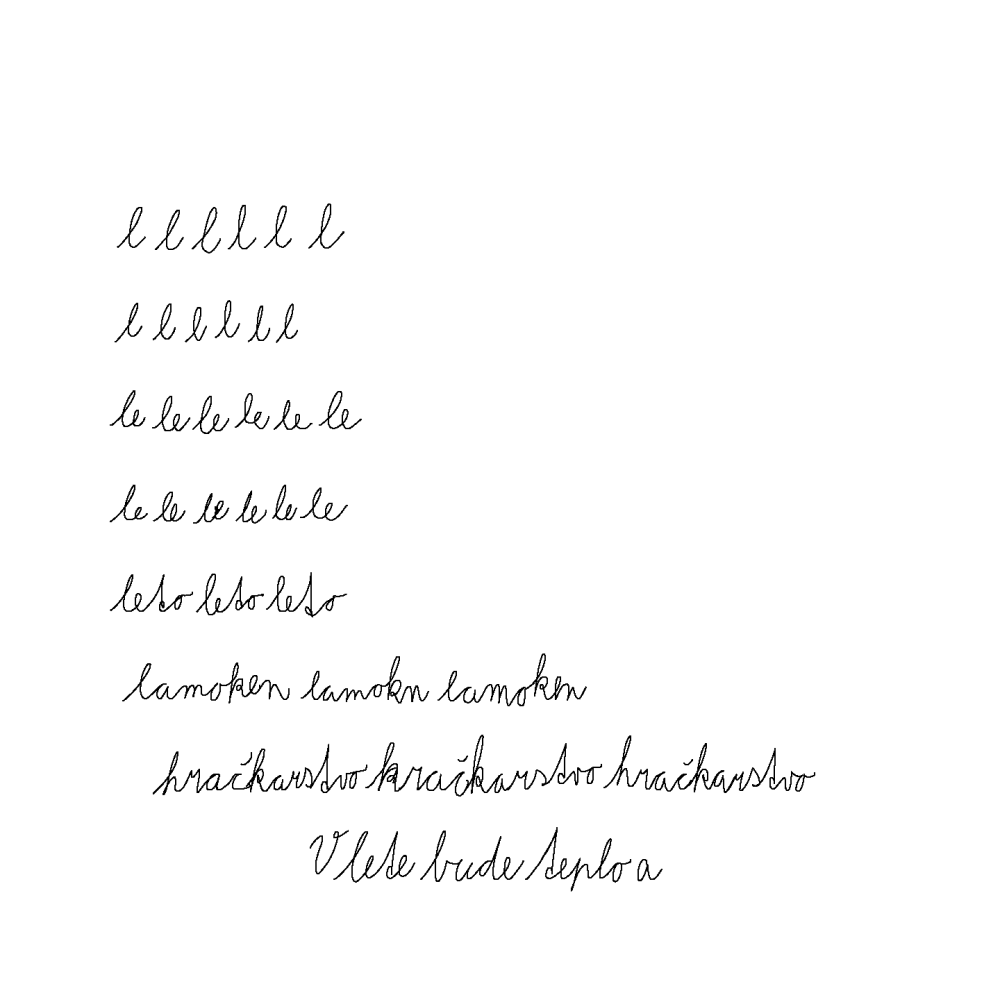 l l l l l l
l l l l l l
le le le le le le
le le le le le le
leto leto leto
lamoken lamokn lamoken
hračkarstvo kračkarstvo hračkarstvo
V lete bude teplo a